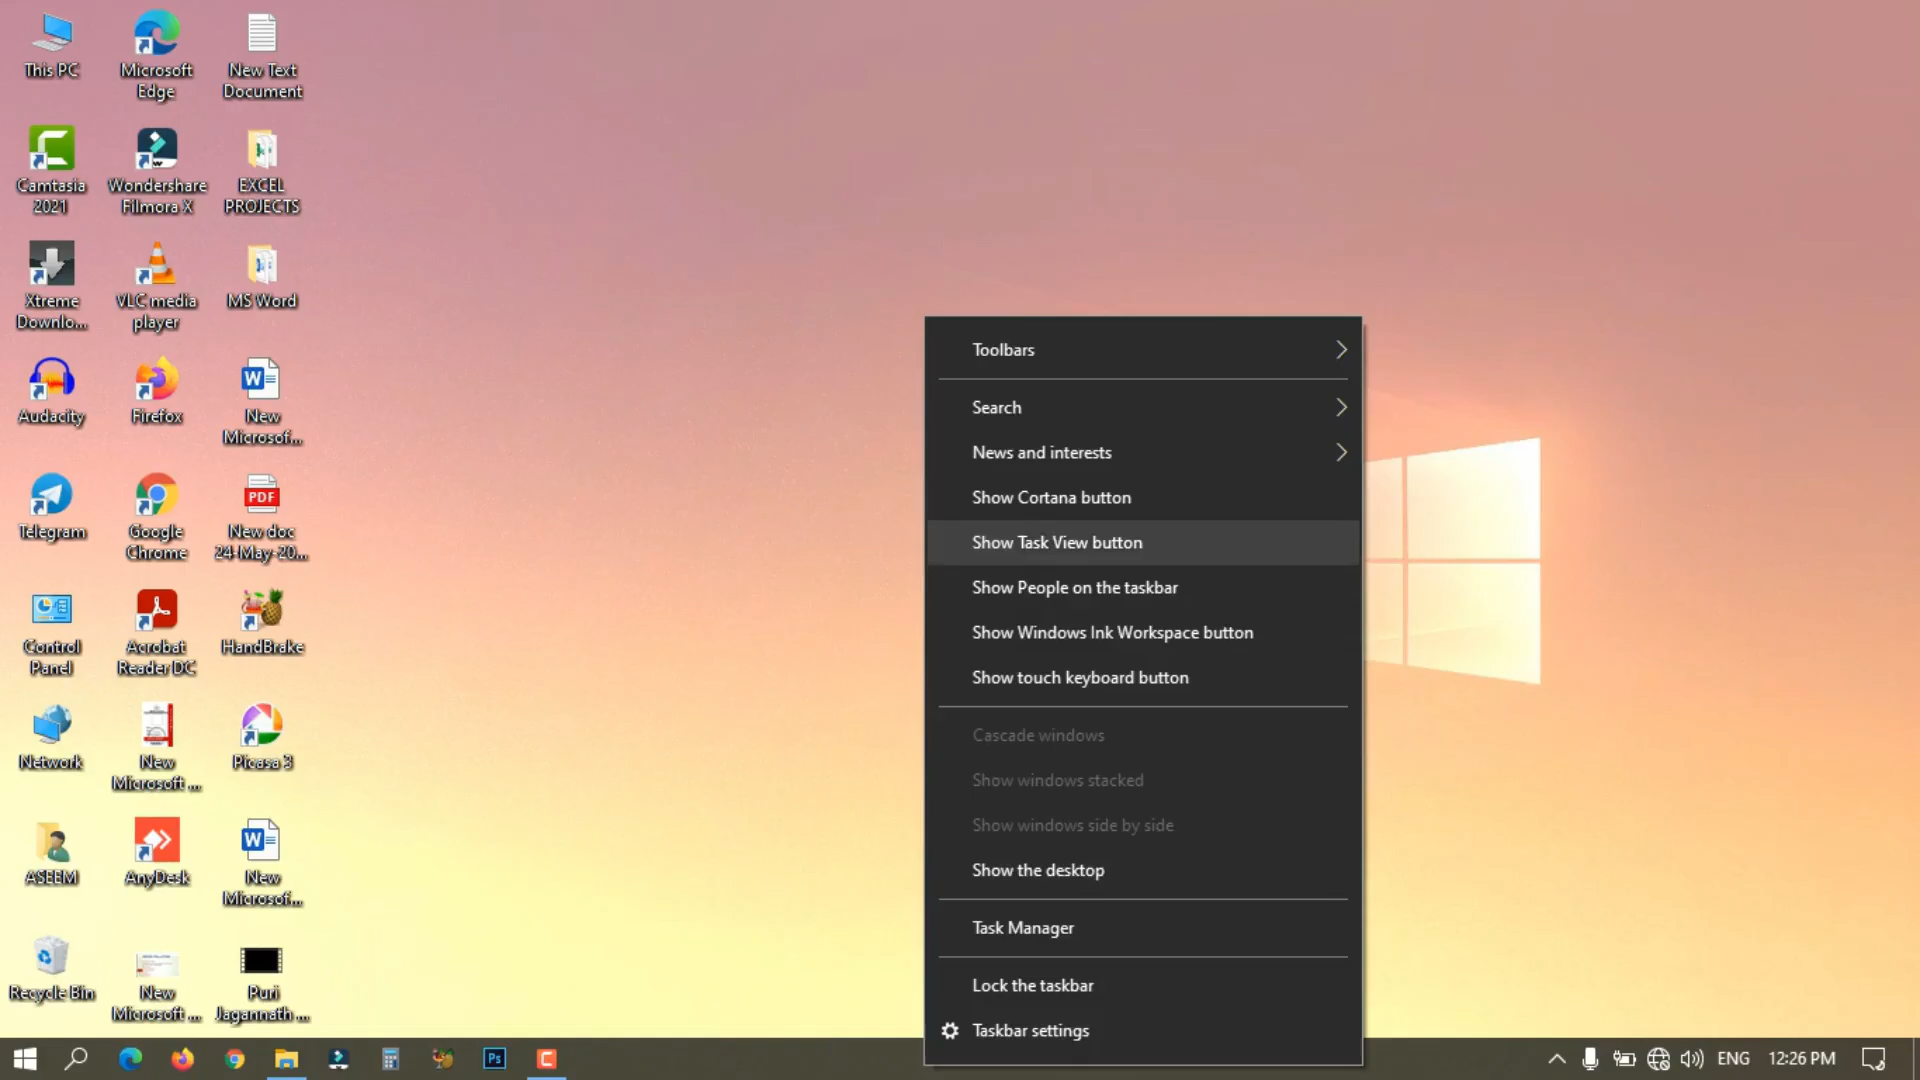 This PC
Microsoft
Edge
New Text
Document
Camtasia
2021
Wondershare
Filmora X
EXCEL
PROJECTS
Xtreme
Downlo...
VLC media
player
MS Word
Audacity
Firefox
New
Microsof...
Telegram
Google
Chrome
PDF
New doc
24-May-20...
Control
Panel
Acrobat
Reader DC
HandBrake
Network
New
Microsoft ...
Picasa 3
ASEEM
AnyDesk
New
Microsof...
Recycle Bin
New
Microsoft ...
Puri
Jagannath ...
Toolbars
Search
News and interests
Show Cortana button
Show Task View button
Show People on the taskbar
Show Windows Ink Workspace button
Show touch keyboard button
Cascade windows
Show windows stacked
Show windows side by side
Show the desktop
Task Manager
Lock the taskbar
Taskbar settings
Ps
ENG
12:26 PM